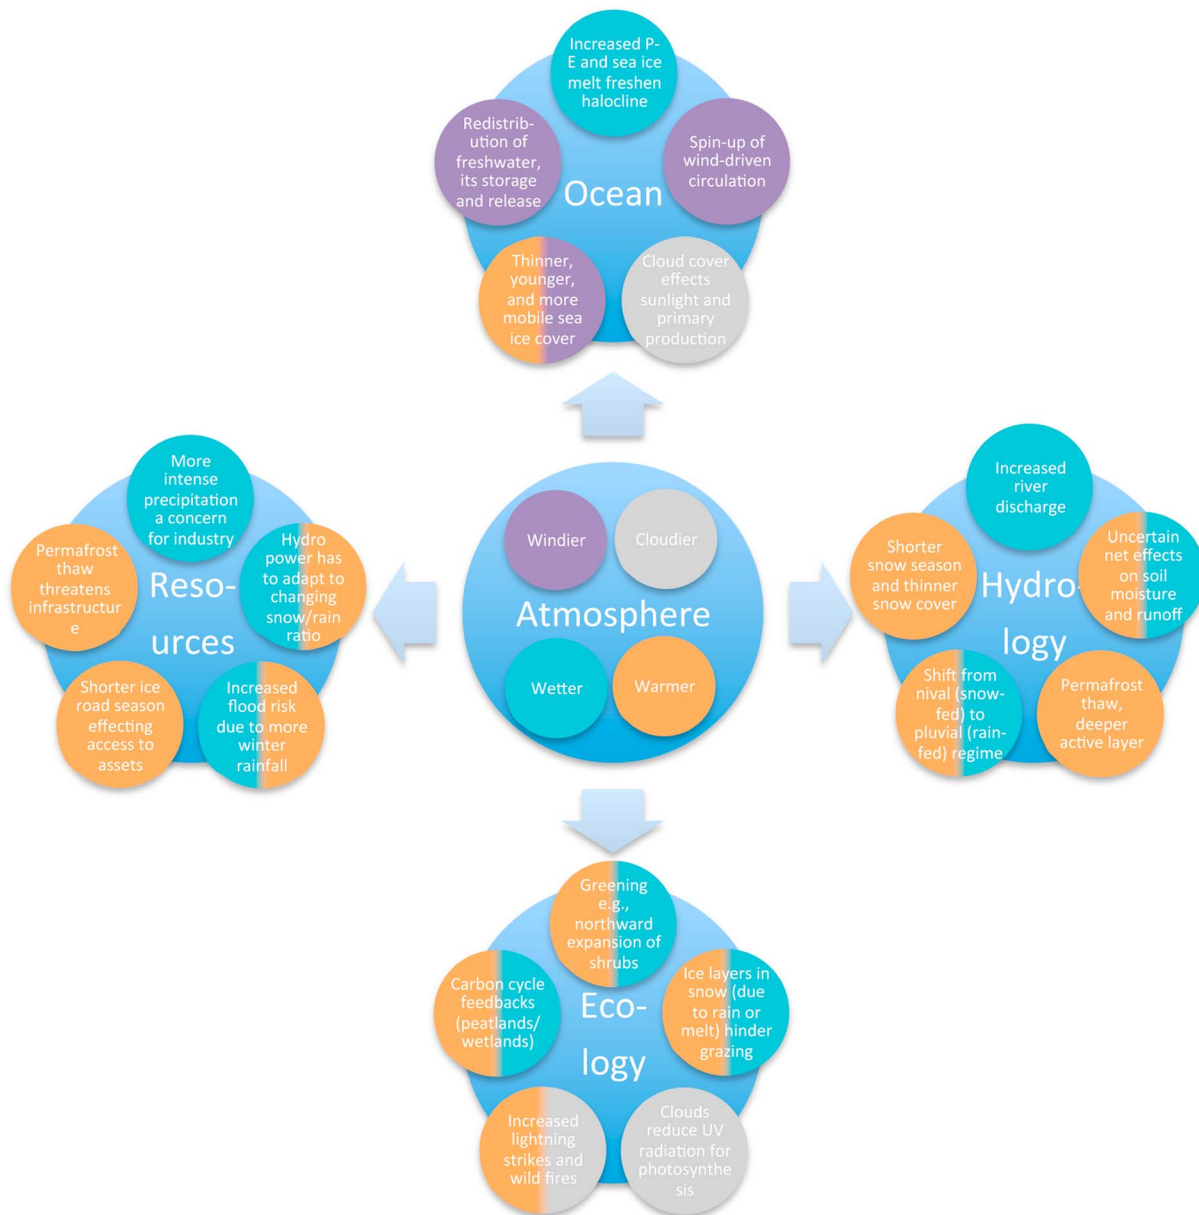 Increased P-
E and sea ice
melt freshen
halocline
Redistrib-
ution of
freshwater,
its storage
and release
Spin-up of
wind-driven
circulation
Ocean
Thinner,
younger,
and more
mobile sea
ice cover
Cloud cover
effects
sunlight and
primary
production
More
intense
precipitation
a concern
for industry
Permafrost
thaw
threatens
infrastructur
e
Hydro
power has
to adapt to
changing
snow/rain
ratio
Reso-
urces
Shorter ice
road season
effecting
access to
assets
Increased
flood risk
due to more
winter
rainfall
Windier
Cloudier
Atmosphere
Wetter
Warmer
Increased
river
discharge
Shorter
snow season
and thinner
snow cover
Uncertain
net effects
on soil
moisture
and runoff
Hydro-
logy
Shift from
nival (snow-
fed) to
pluvial (rain-
fed) regime
Permafrost
thaw,
deeper
active layer
Greening
e.g.,
northward
expansion of
shrubs
Carbon cycle
feedbacks
(peatlands/
wetlands)
Ice layers in
snow (due
to rain or
melt) hinder
grazing
Eco-
logy
Increased
lightning
strikes and
wild fires
Clouds
reduce UV
radiation for
photosynthe
sis